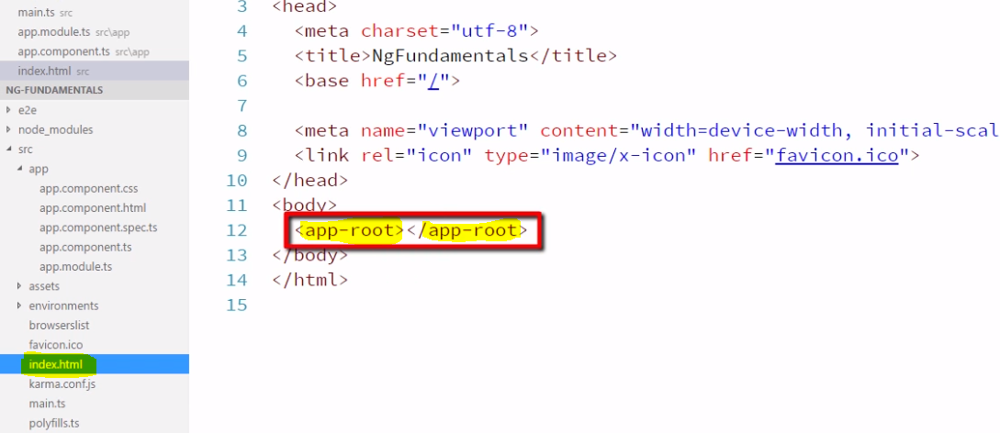 main.ts src
app.module.ts src\app
app.component.ts src\app
index.html src
NG-FUNDAMENTALS
e2e
node_modules
src
app
app.component.css
app.component.html
app.component.spec.ts
app.component.ts
app.module.ts
assets
environments
browserslist
favicon.ico
index.html
karma.conf.js
main.ts
polyfills.ts
3 <head>
4 <meta charset="utf-8">
5 <title>NgFundamentals</title>
6 <base href="/">
7
8 <meta name="viewport" content="width=device-width, initial-scal
9 <link rel="icon" type="image/x-icon" href="favicon.ico">
10 </head>
11 <body>
12 <app-root></app-root>
13 </body>
14 </html>
15